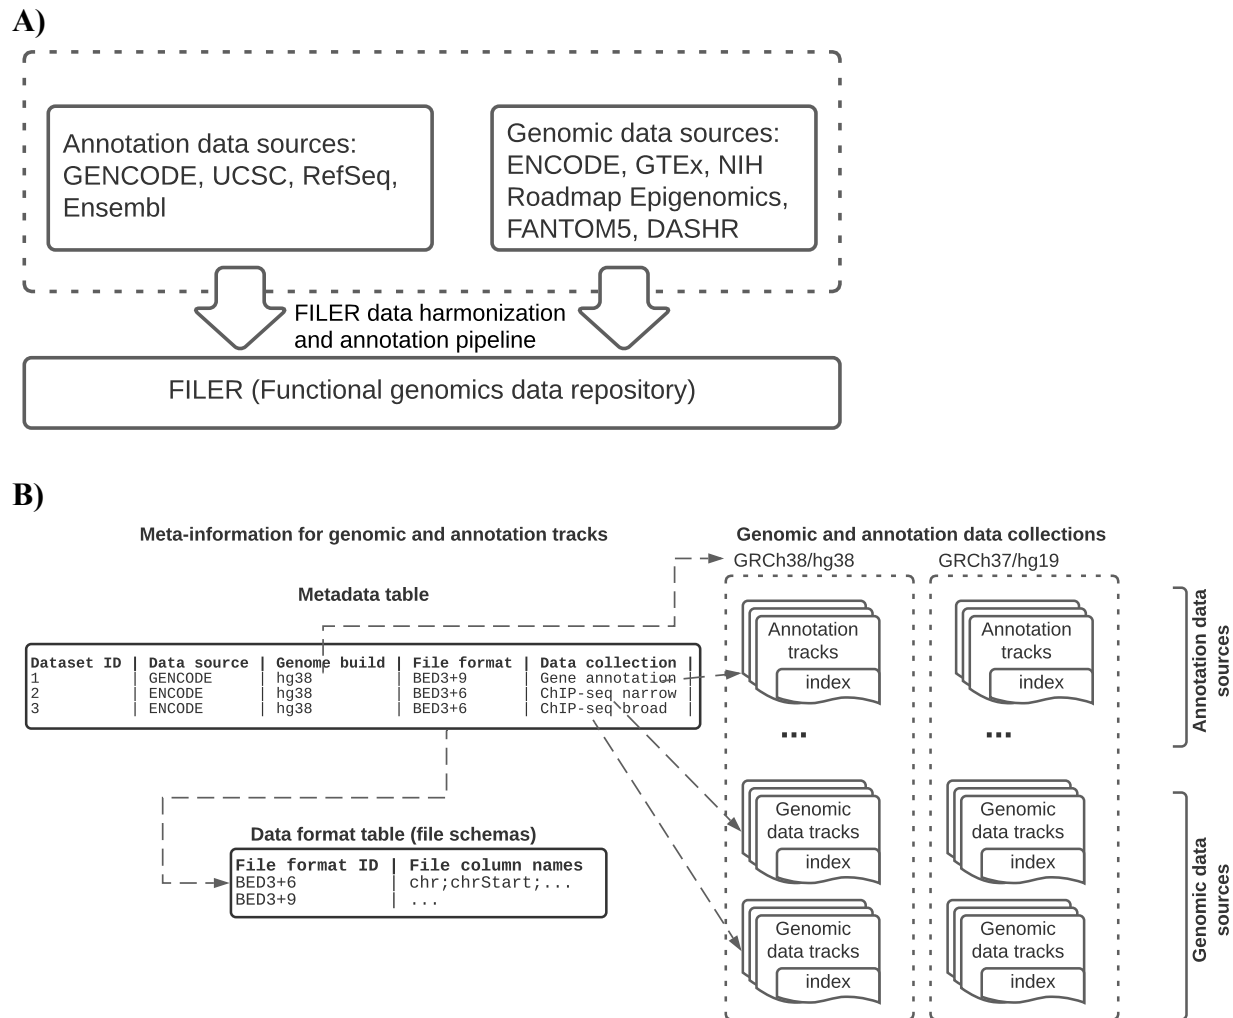 A)
Annotation data sources:
GENCODE, UCSC, RefSeq,
Ensembl
Genomic data sources:
ENCODE, GTEx, NIH
Roadmap Epigenomics,
FANTOM5, DASHR
FILER data harmonization
and annotation pipeline
FILER (Functional genomics data repository)
B)
Meta-information for genomic and annotation tracks
Metadata table
Dataset ID | Data source | Genome build | File format | Data collection |
1 | GENCODE | hg38 | BED3+9 | Gene annotation |
2 | ENCODE | hg38 | BED3+6 | ChIP-seq narrow |
3 | ENCODE | hg38 | BED3+6 | ChIP-seq broad |
Data format table (file schemas)
File format ID | File column names
BED3+6 | chr;chrStart;...
BED3+9 | ...
Genomic and annotation data collections
GRCh38/hg38
GRCh37/hg19
Annotation
tracks
index
Annotation
tracks
index
...
...
Genomic
data tracks
index
Genomic
data tracks
index
Genomic
data tracks
index
Genomic
data tracks
index
Annotation data
sources
Genomic data
sources